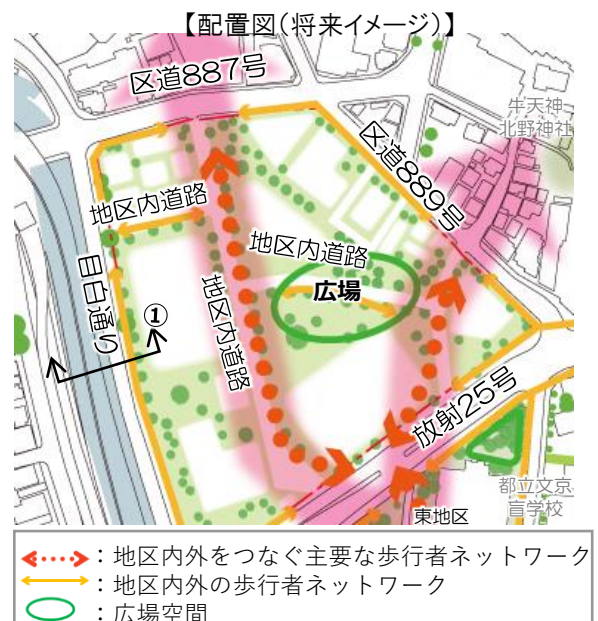 【配置図（将来イメージ）】
区道887号
牛天神
北野神社
区道889号
地区内道路
地区内道路
広場
目白通り
①
地区内道路
放射25号
都立文京
盲学校
東地区
：地区内外をつなぐ主要な歩行者ネットワーク
：地区内外の歩行者ネットワーク
：広場空間